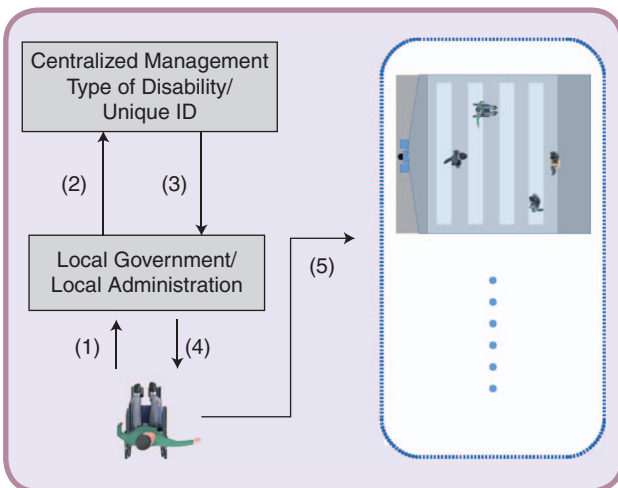 Centralized Management
Type of Disability/
Unique ID
(2)
(3)
Local Government/
Local Administration
(5)
(1)
(4)